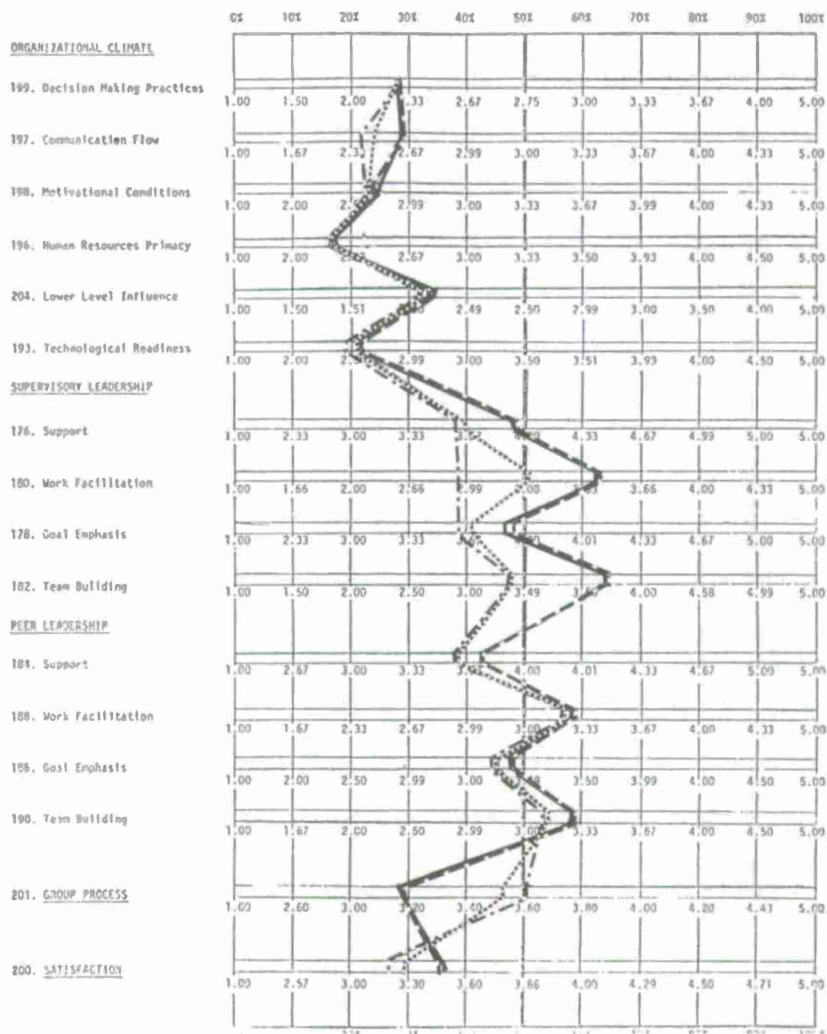 0% 10% 20% 30% 40% 50% 60% 70% 80% 90% 100%
ORGANIZATIONAL CLIMATE
199. Decision Making Practices
1.00 1.50 2.00 2.67 2.75 3.00 3.33 3.67 4.00 5.00
197. Communication Flow
1.00 1.67 2.67 2.99 3.00 3.33 3.67 4.00 4.33 5.00
198. Motivational Conditions
1.00 2.00 2.99 3.00 3.33 3.67 3.99 4.00 4.33 5.00
196. Human Resources Primacy
1.00 2.00 2.67 3.00 3.33 3.50 3.93 4.00 4.33 5.00
204. Lower Level Influence
1.00 1.50 1.51 2.49 2.50 2.99 3.00 3.50 4.00 5.00
193. Technological Readiness
1.00 2.00 2.99 3.00 3.50 3.51 3.99 4.00 4.50 5.00
SUPERVISORY LEADERSHIP
176. Support
1.00 2.33 3.00 3.33 4.33 4.67 4.99 5.00 5.00
180. Work Facilitation
1.00 1.66 2.00 2.66 2.99 3.00 3.66 4.00 4.33 5.00
178. Goal Emphasis
1.00 2.33 3.00 3.33 4.01 4.33 4.67 5.00 5.00
182. Team Building
1.00 1.50 2.00 2.50 3.00 3.49 4.00 4.58 4.99 5.00
PEER LEADERSHIP
184. Support
1.00 2.67 3.00 3.33 4.00 4.01 4.33 4.67 5.00 5.00
188. Work Facilitation
1.00 2.00 2.33 2.67 2.99 3.00 3.33 3.67 4.00 4.33 5.00
186. Goal Emphasis
1.00 2.00 2.50 2.99 3.00 3.50 3.99 4.00 4.50 5.00
190. Team Building
1.00 1.67 2.00 2.50 2.99 3.00 3.33 3.67 4.00 4.50 5.00
201. GROUP PROCESS
1.00 2.60 3.00 3.20 3.40 3.60 3.80 4.00 4.20 4.43 5.00
200. SATISFACTION
1.00 2.57 3.00 3.30 3.60 3.66 4.00 4.29 4.50 4.71 5.00